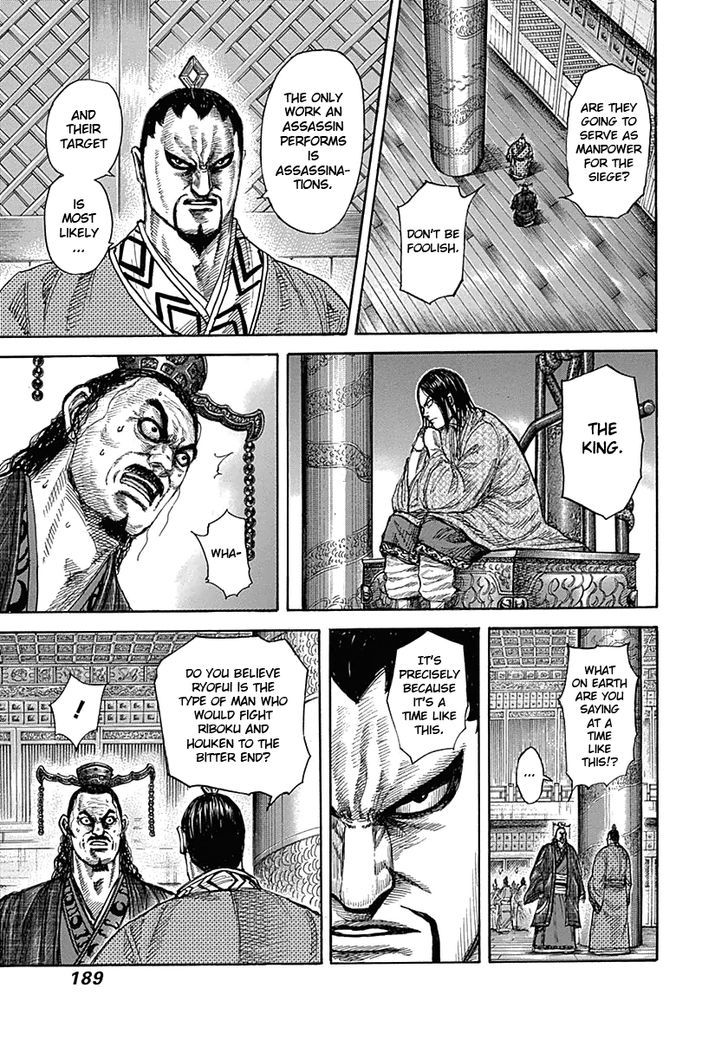 ARE THEY
GOING TO
SERVE AS
MANPOWER
FOR THE
SIEGE?
DON'T BE
FOOLISH.
THE ONLY
WORK AN
ASSASSIN
PERFORMS
IS
ASSASSINA-
TIONS.
AND
THEIR
TARGET
IS MOST
LIKELY
...
THE
KING.
WHA-
WHAT
ON EARTH
ARE YOU
SAYING
AT A
TIME
LIKE
THIS!?
...
IT'S
PRECISELY
BECAUSE
IT'S A
TIME LIKE
THIS.
DO YOU BELIEVE
RYOFUI IS THE
TYPE OF MAN WHO
WOULD FIGHT
RIBOKU AND
HOUKEN TO THE
BITTER END?
!
189